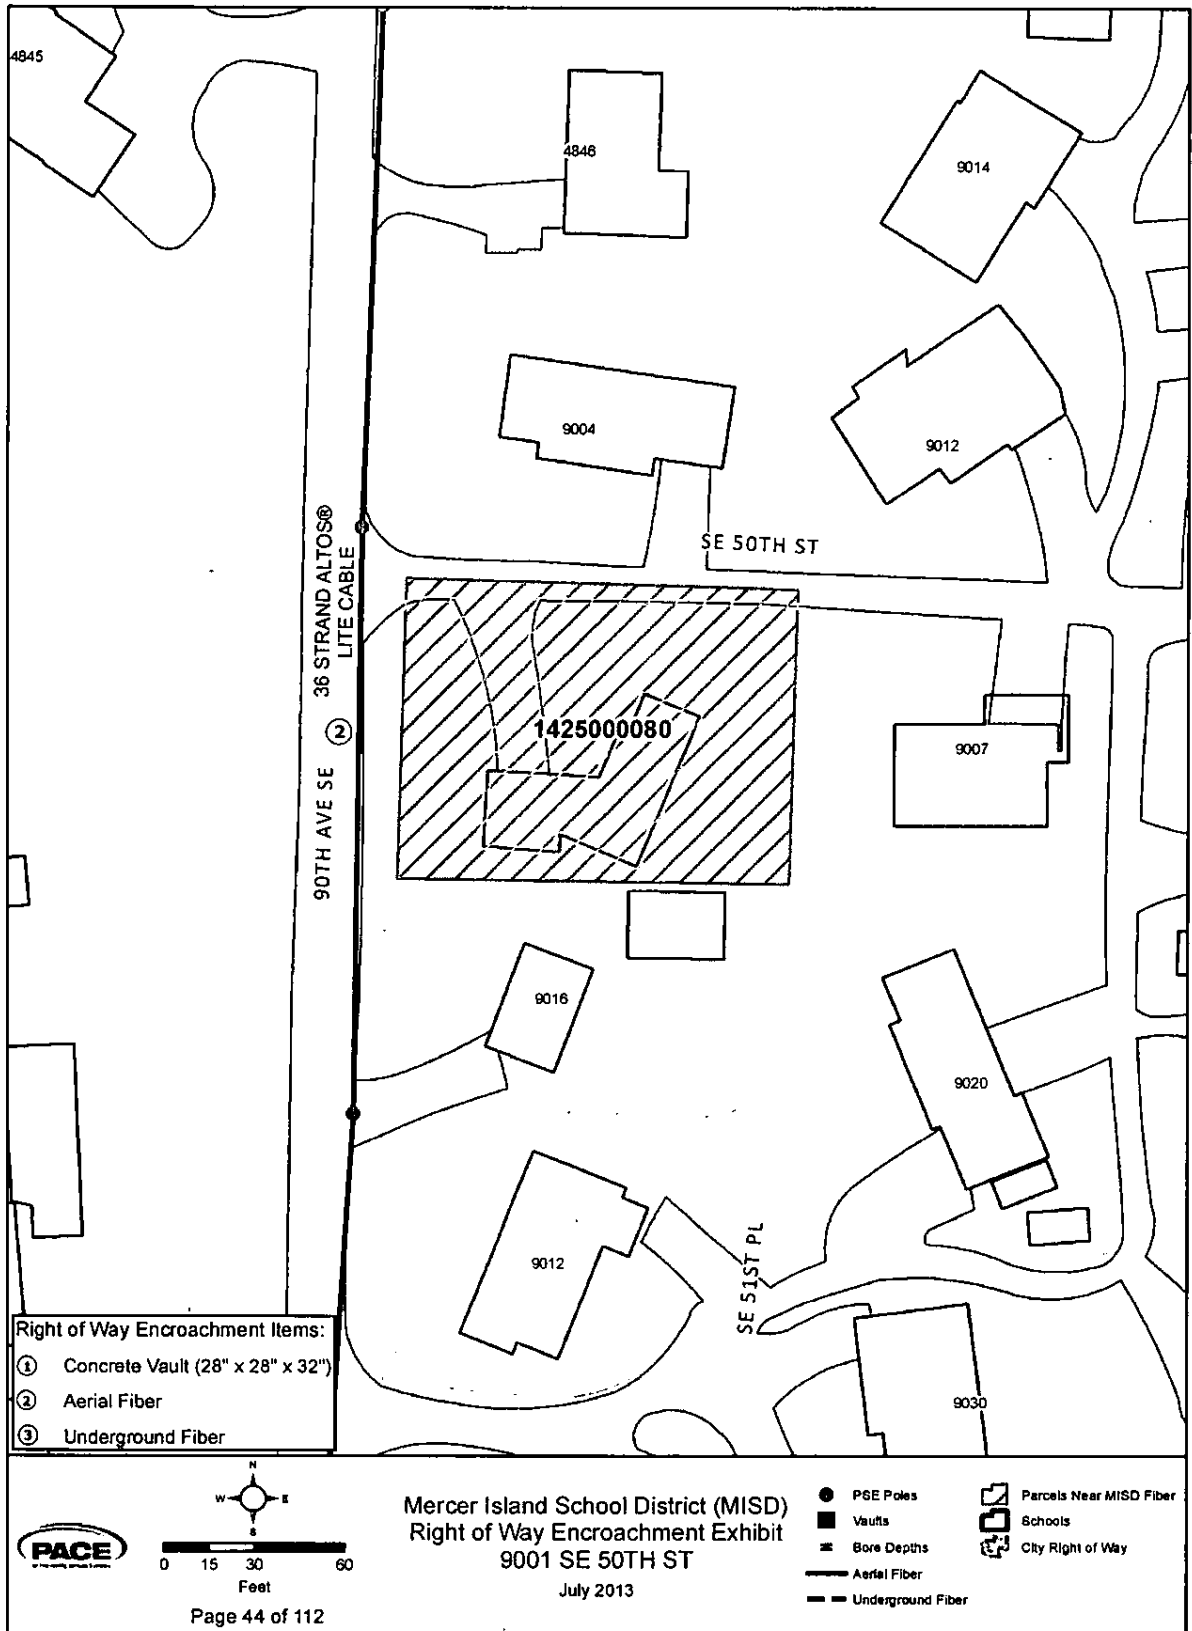 4845
4846
9014
9004
9012
SE 50TH ST
36 STRAND ALTOS®
LITE CABLE
②
90TH AVE SE
1425000080
9007
9016
9020
9012
SE 51ST PL
9030
Right of Way Encroachment Items:
① Concrete Vault (28" x 28" x 32")
② Aerial Fiber
③ Underground Fiber
N
W E
S
PACE
0 15 30 60
Feet
Page 44 of 112
Mercer Island School District (MISD)
Right of Way Encroachment Exhibit
9001 SE 50TH ST
July 2013
PSE Poles
Vaults
Bore Depths
Aerial Fiber
Underground Fiber
Parcels Near MISD Fiber
Schools
City Right of Way